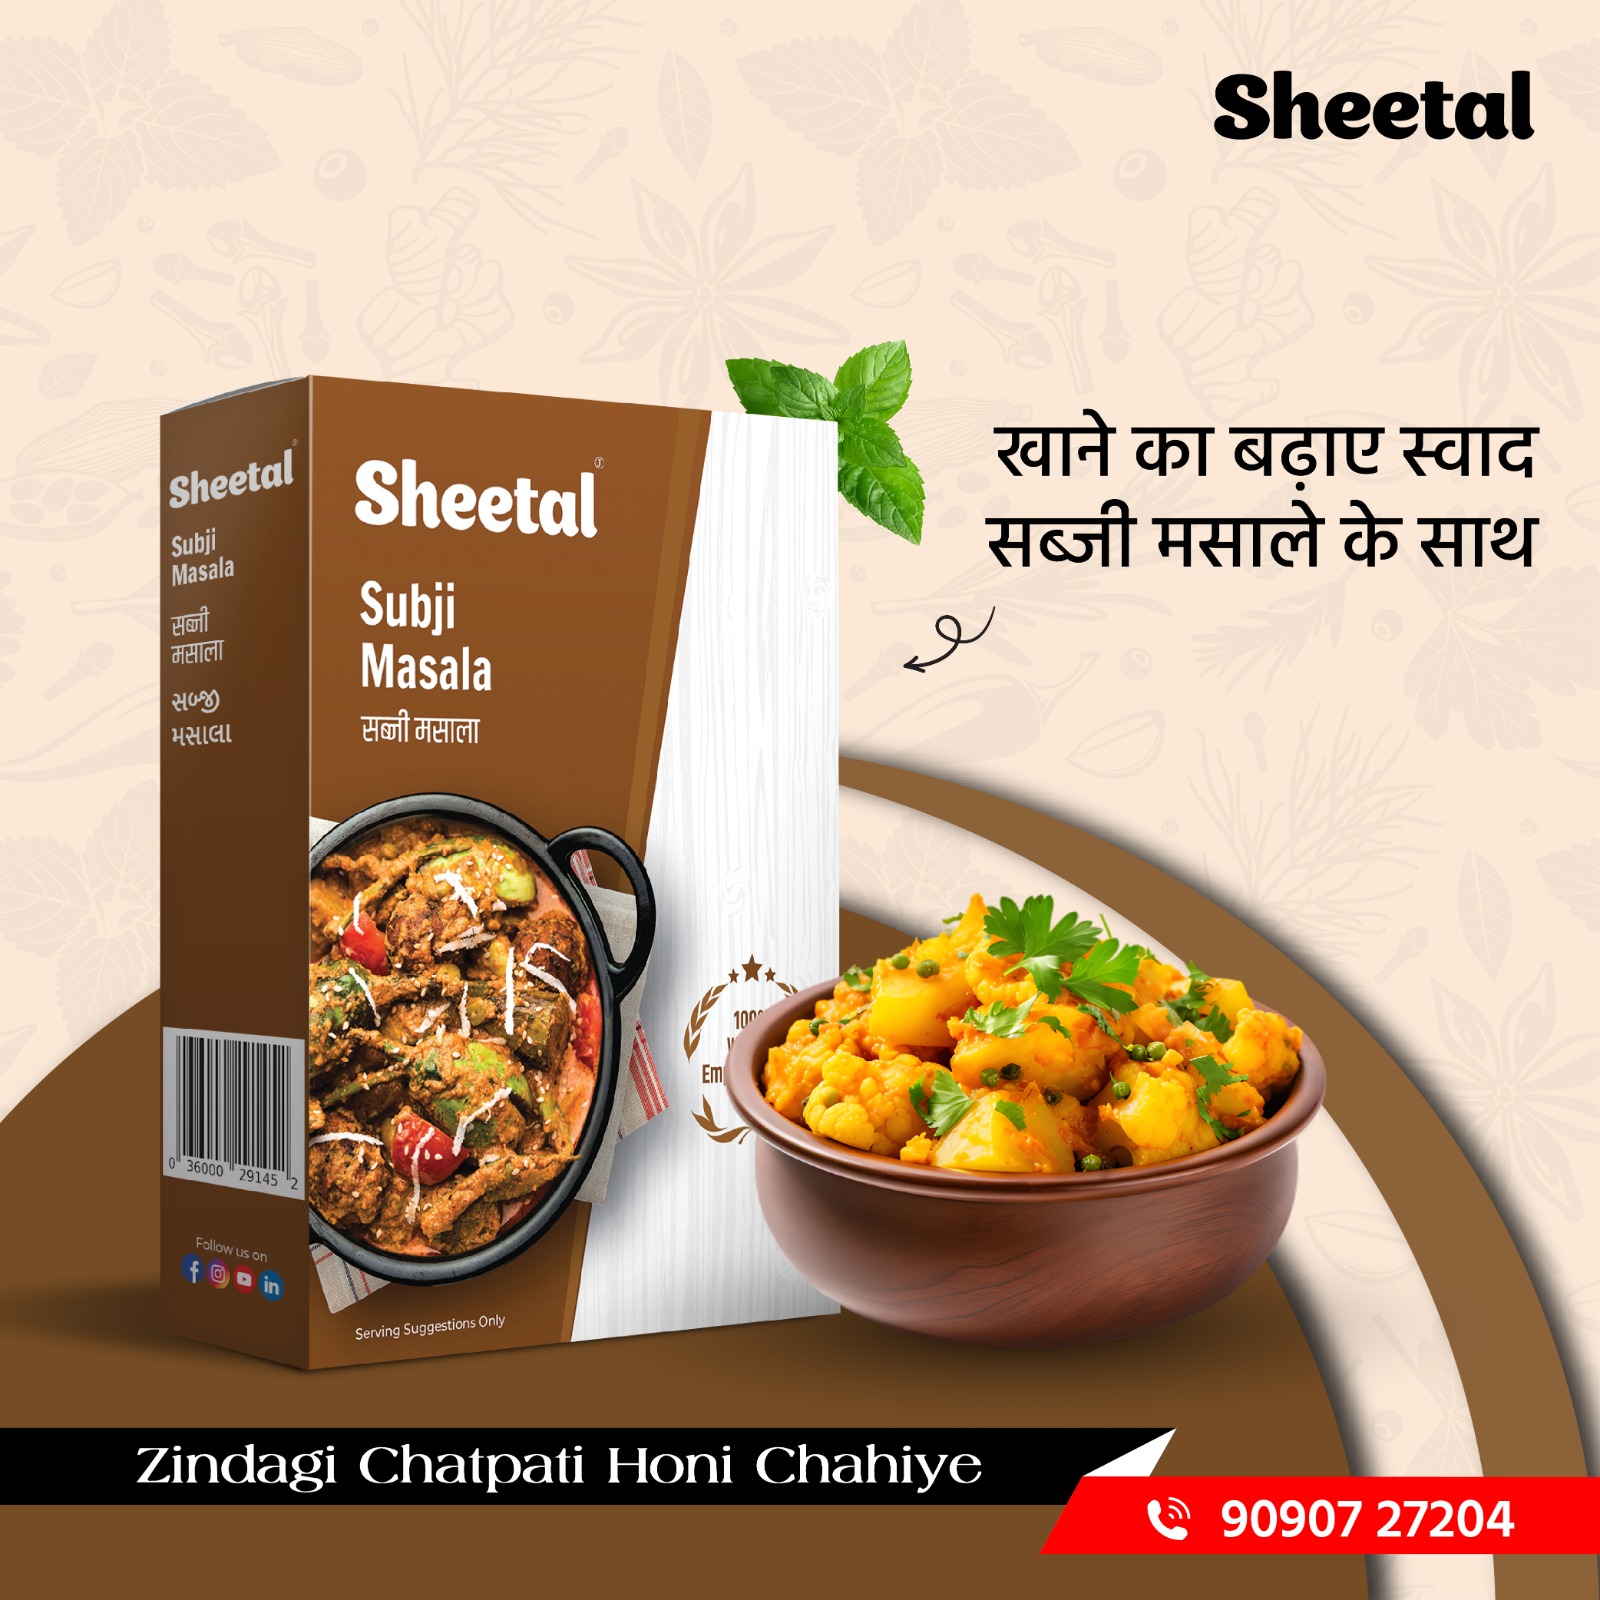 Sheetal
खाने का बढ़ाए स्वाद
सब्जी मसाले के साथ
Sheetal
Subji
Masala
सब्जी
मसाला
સબ્જી
મસાલા
0 36000 29145 2
Follow us on
Sheetal
Subji
Masala
सब्जी मसाला
Serving Suggestions Only
Zindagi Chatpati Honi Chahiye
90907 27204